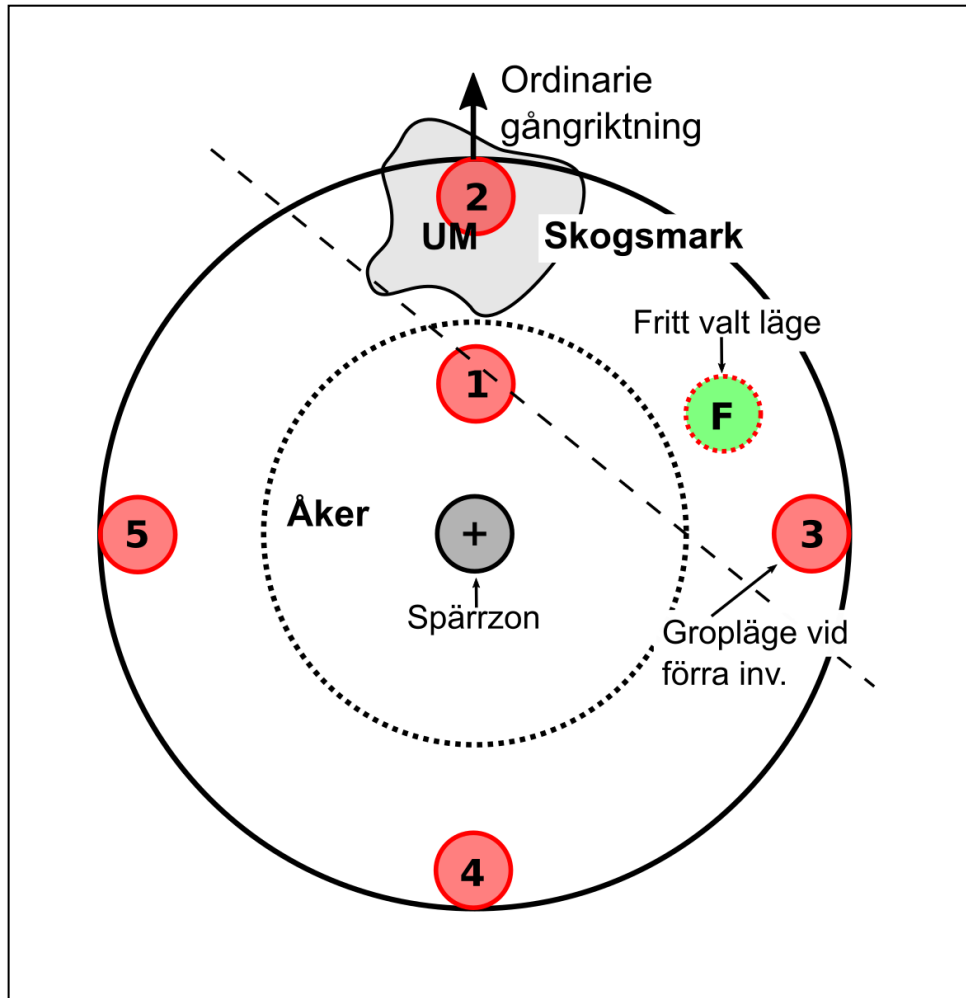 Ordinarie
gångriktning
2
UM
Skogsmark
Fritt valt läge
1
F
Åker
5
+
3
Spärrzon
Gropläge vid
förra inv.
4